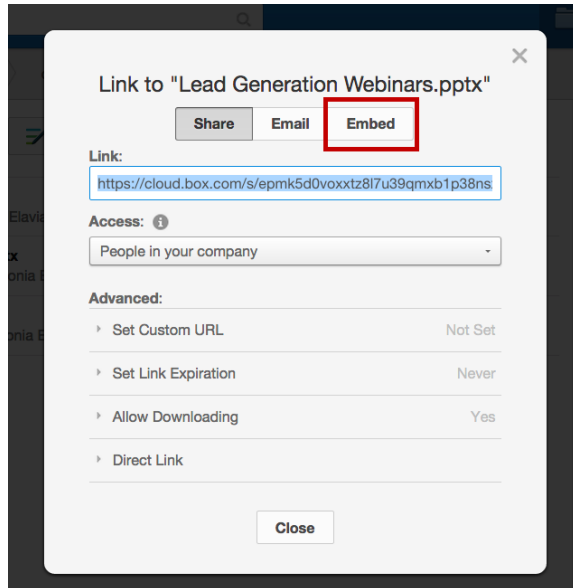 Link to "Lead Generation Webinars.pptx"
Share Email Embed
Link:
https://cloud.box.com/s/epmk5d0voxxtz8l7u39qmxb1p38ns
Access:
People in your company
Elavia
Advanced:
Set Custom URL Not Set
Set Link Expiration Never
Allow Downloading Yes
Direct Link
Close